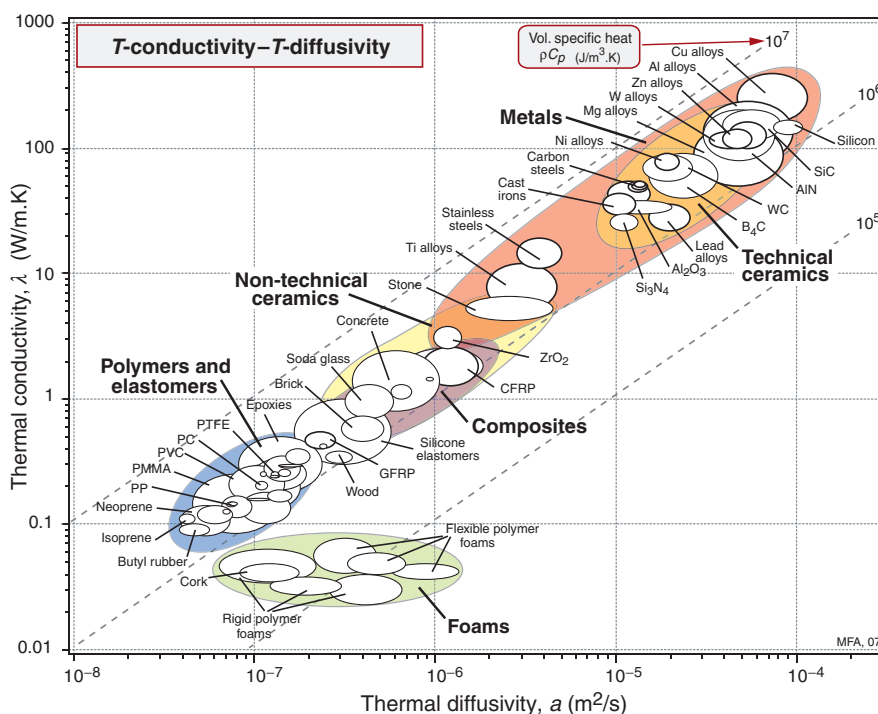 T-conductivity–T-diffusivity
Vol. specific heat
ρCp (J/m³.K)
10⁷
10⁶
10⁵
1000
100
10
1
0.1
0.01
Thermal conductivity, λ (W/m.K)
10⁻⁸
10⁻⁷
10⁻⁶
10⁻⁵
10⁻⁴
Thermal diffusivity, a (m²/s)
Cu alloys
Al alloys
Zn alloys
W alloys
Mg alloys
Metals
Ni alloys
Carbon
steels
Cast
irons
Stainless
steels
Ti alloys
Silicon
SiC
AlN
WC
B₄C
Lead
alloys
Al₂O₃
Si₃N₄
Technical
ceramics
Non-technical
ceramics
Stone
Concrete
Soda glass
Brick
ZrO₂
CFRP
Composites
Polymers and
elastomers
Epoxies
PTFE
PC
PVC
PMMA
PP
Neoprene
Isoprene
Butyl rubber
Silicone
elastomers
GFRP
Wood
Flexible polymer
foams
Cork
Rigid polymer
foams
Foams
MFA, 07